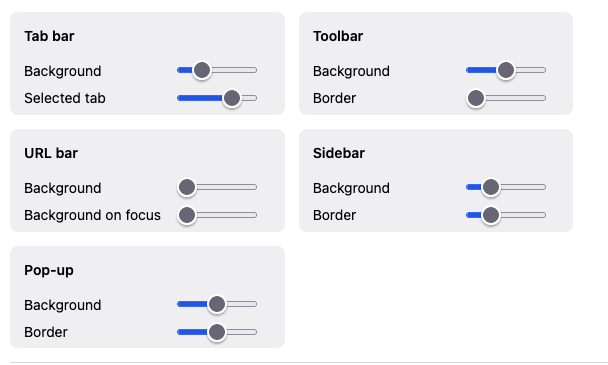 Tab bar
Background
Selected tab
Toolbar
Background
Border
URL bar
Background
Background on focus
Sidebar
Background
Border
Pop-up
Background
Border